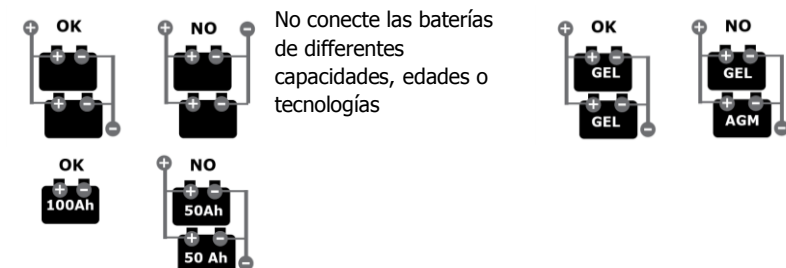 OK
NO
No conecte las baterías
de diferentes
capacidades, edades o
tecnologías
OK
GEL
GEL
NO
GEL
AGM
OK
100Ah
NO
50Ah
50 Ah